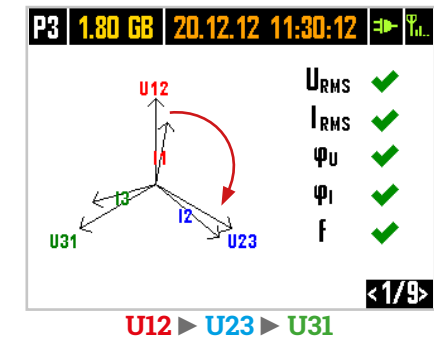 P3 1.80 GB 20.12.12 11:30:12
U12
I1
I3
I2
U31
U23
URMS
IRMS
φU
φI
f
<1/9>
U12 ► U23 ► U31